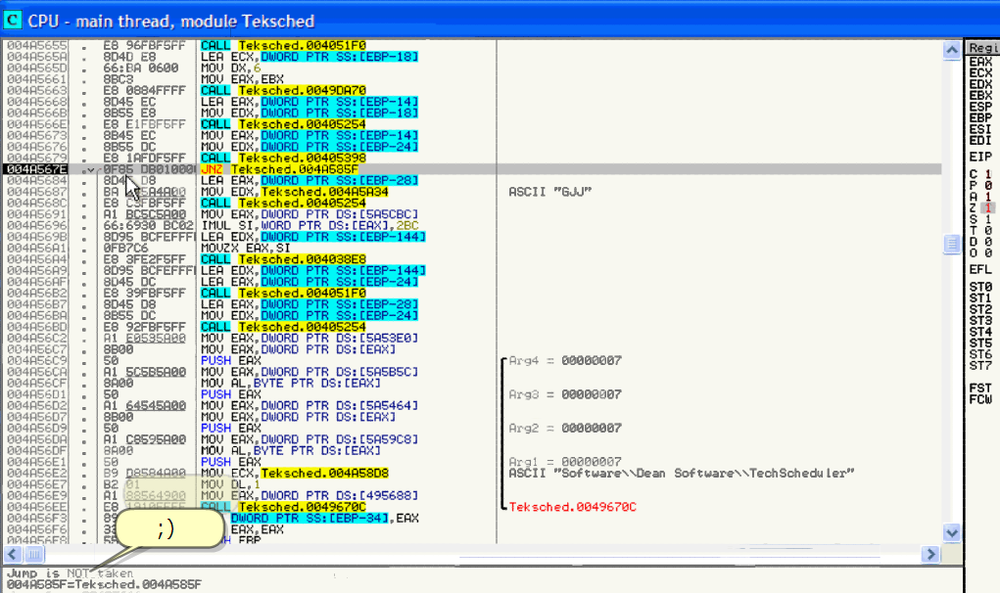 C CPU - main thread, module Teksched
004A5655 . E8 96FBF5FF CALL Teksched.004051F0
004A565A . 8D4D E8 LEA ECX,DWORD PTR SS:[EBP-18]
004A565D . 66:BA 0600 MOV DX,6
004A5661 . 8BC3 MOV EAX,EBX
004A5663 . E8 0884FFFF CALL Teksched.0049DA70
004A5668 . 8D45 EC LEA EAX,DWORD PTR SS:[EBP-14]
004A566B . 8B55 E8 MOV EDX,DWORD PTR SS:[EBP-18]
004A566E . E8 E1FBF5FF CALL Teksched.00405254
004A5673 . 8B45 EC MOV EAX,DWORD PTR SS:[EBP-14]
004A5676 . 8B55 DC MOV EDX,DWORD PTR SS:[EBP-24]
004A5679 . E8 1AFDF5FF CALL Teksched.00405398
004A567E . 0F85 DB010000 JNZ Teksched.004A585F
004A5684 . D8 LEA EAX,DWORD PTR SS:[EBP-28]
. BA 5A4A00 MOV EDX,Teksched.004A5A34 ASCII "GJJ"
004A568C . E8 C3FBF5FF CALL Teksched.00405254
004A5691 . A1 BC5C5A00 MOV EAX,DWORD PTR DS:[5A5CBC]
004A5696 . 66:6930 BC02 IMUL SI,WORD PTR DS:[EAX],2BC
004A569B . 8D95 BCFEFFFF LEA EDX,DWORD PTR SS:[EBP-144]
004A56A1 . 0FB7C6 MOVZX EAX,SI
004A56A4 . E8 3FE2F5FF CALL Teksched.004038E8
004A56A9 . 8D95 BCFEFFFF LEA EDX,DWORD PTR SS:[EBP-144]
004A56AF . 8D45 DC LEA EAX,DWORD PTR SS:[EBP-24]
004A56B2 . E8 39FBF5FF CALL Teksched.004051F0
004A56B7 . 8D45 D8 LEA EAX,DWORD PTR SS:[EBP-28]
004A56BA . 8B55 DC MOV EDX,DWORD PTR SS:[EBP-24]
004A56BD . E8 92FBF5FF CALL Teksched.00405254
004A56C2 . A1 E0535A00 MOV EAX,DWORD PTR DS:[5A53E0]
004A56C7 . 8B00 MOV EAX,DWORD PTR DS:[EAX]
004A56C9 . 50 PUSH EAX Arg4 = 00000007
004A56CA . A1 5C5B5A00 MOV EAX,DWORD PTR DS:[5A5B5C]
004A56CF . 8A00 MOV AL,BYTE PTR DS:[EAX]
004A56D1 . 50 PUSH EAX Arg3 = 00000007
004A56D2 . A1 64545A00 MOV EAX,DWORD PTR DS:[5A5464]
004A56D7 . 8B00 MOV EAX,DWORD PTR DS:[EAX]
004A56D9 . 50 PUSH EAX Arg2 = 00000007
004A56DA . A1 C8595A00 MOV EAX,DWORD PTR DS:[5A59C8]
004A56DF . 8A00 MOV AL,BYTE PTR DS:[EAX]
004A56E1 . 50 PUSH EAX Arg1 = 00000007
004A56E2 . B9 D8584A00 MOV ECX,Teksched.004A58D8 ASCII "Software\\Dean Software\\TechScheduler"
004A56E7 . B2 01 MOV DL,1
004A56E9 . A1 88564900 MOV EAX,DWORD PTR DS:[495688]
004A56EE . E8 CALL Teksched.0049670C Teksched.0049670C
004A56F3 . DWORD PTR SS:[EBP-34],EAX
004A56F6 . EAX,EAX
004A56F8 . EBP
;)
Jump is NOT taken
004A585F=Teksched.004A585F
Regi
EAX
ECX
EDX
EBX
ESP
EBP
ESI
EDI
EIP
C 1
P 0
A 1
Z 1
S 1
T 0
D 0
O 0
EFL
ST0
ST1
ST2
ST3
ST4
ST5
ST6
ST7
FST
FCW